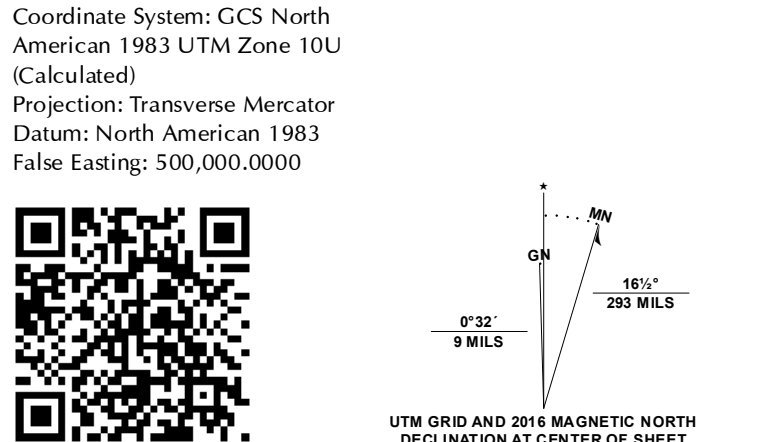 Coordinate System: GCS North
American 1983 UTM Zone 10U
(Calculated)
Projection: Transverse Mercator
Datum: North American 1983
False Easting: 500,000.0000
MN
GN
16½°
293 MILS
0°32´
9 MILS
UTM GRID AND 2016 MAGNETIC NORTH
DECLINATION AT CENTER OF SHEET